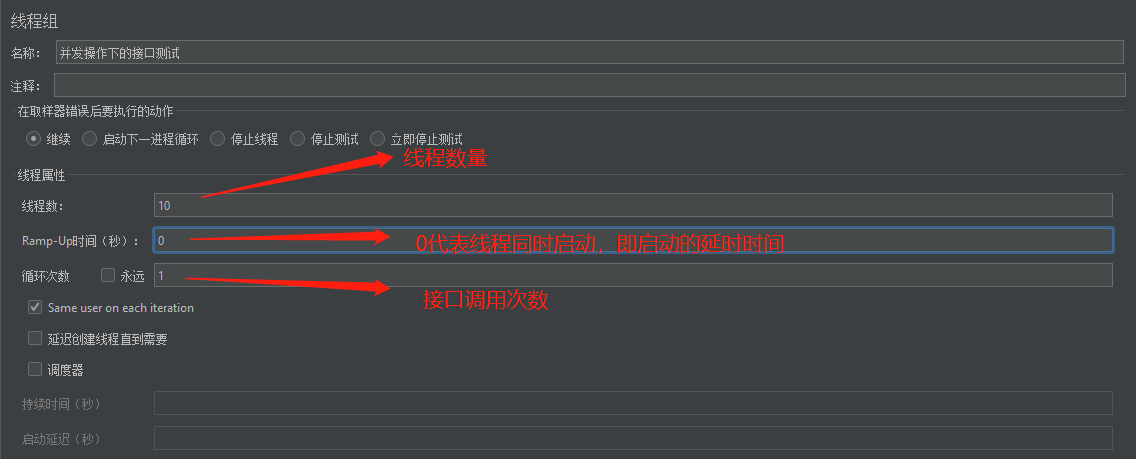 线程组
名称： 并发操作下的接口测试
注释：
在取样器错误后要执行的动作
继续 启动下一进程循环 停止线程 停止测试 立即停止测试
线程数量
线程属性
线程数： 10
Ramp-Up时间（秒）： 0
0代表线程同时启动，即启动的延时时间
循环次数 永远 1
接口调用次数
Same user on each iteration
延迟创建线程直到需要
调度器
持续时间（秒）
启动延迟（秒）